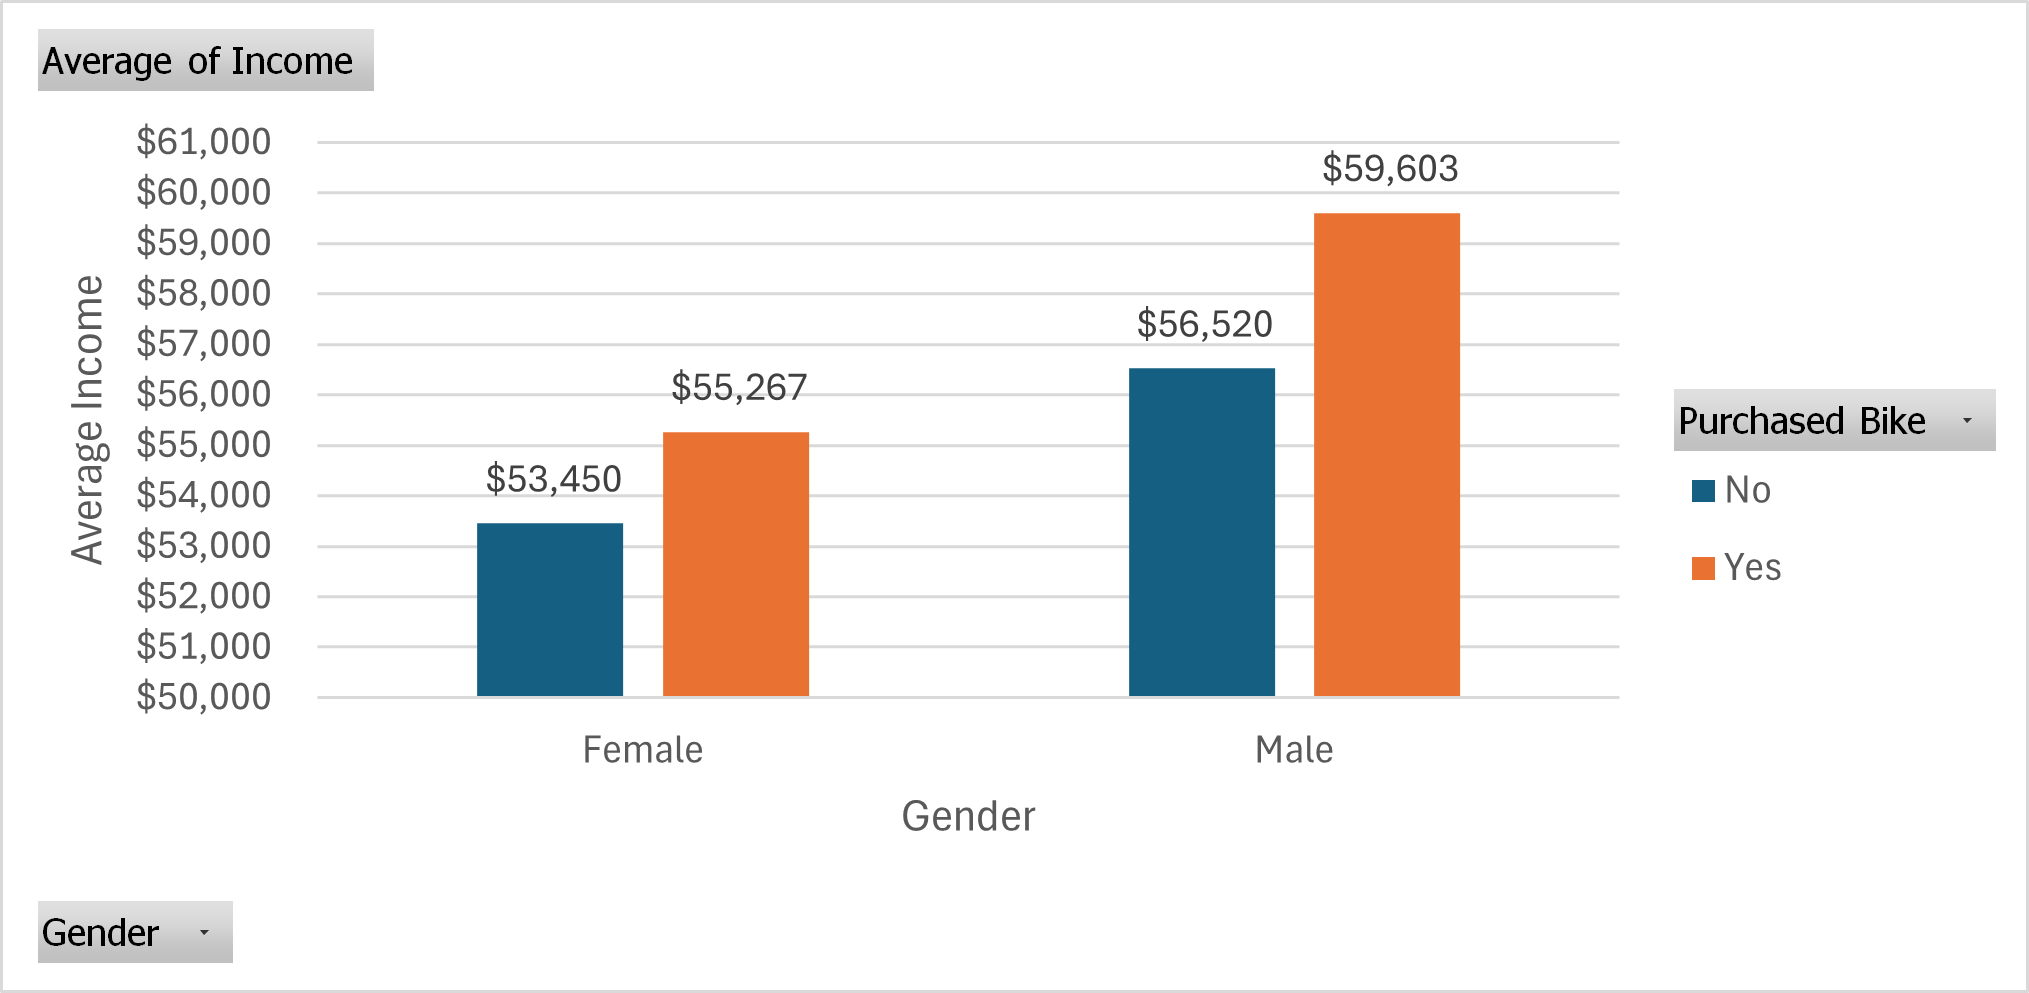 Average of Income
$61,000
$60,000
$59,000
$58,000
$57,000
$56,000
$55,000
$54,000
$53,000
$52,000
$51,000
$50,000
Average Income
$53,450
$55,267
$56,520
$59,603
Female
Male
Gender
Purchased Bike
No
Yes
Gender